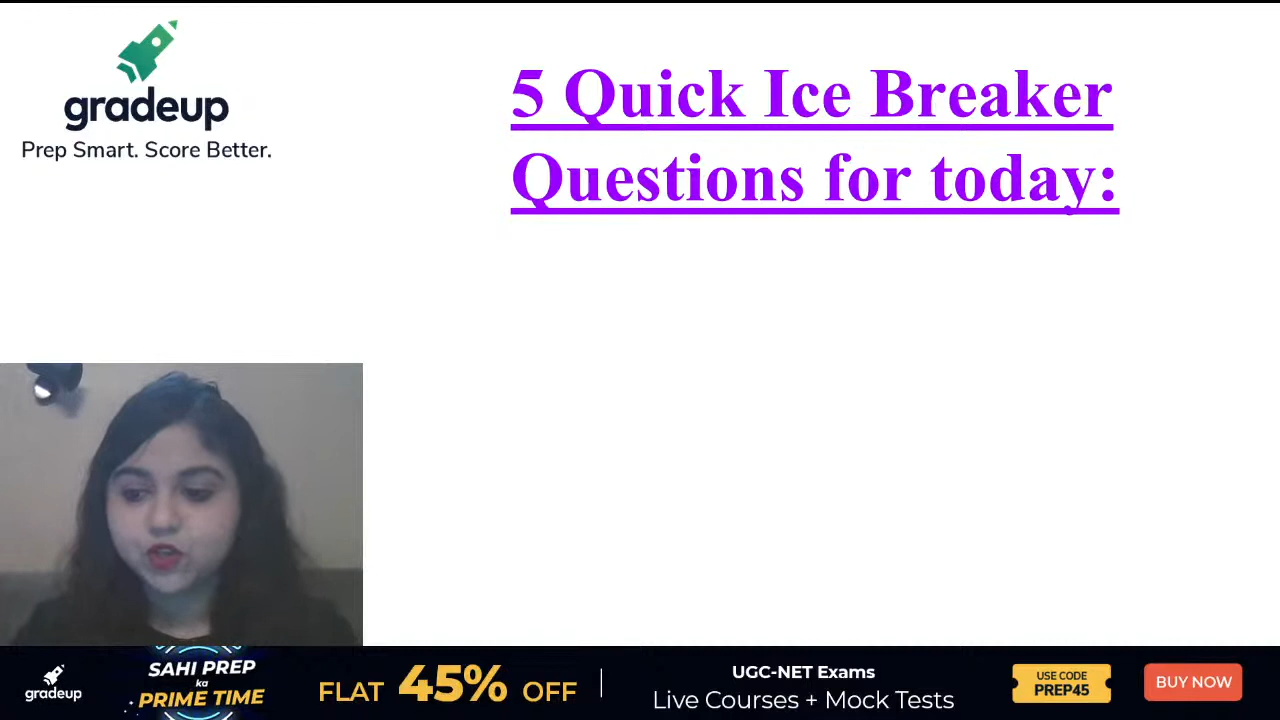 gradeup
Prep Smart. Score Better.
5 Quick Ice Breaker
Questions for today:
gradeup
SAHI PREP
ka
PRIME TIME
FLAT 45% OFF
UGC-NET Exams
Live Courses + Mock Tests
USE CODE
PREP45
BUY NOW